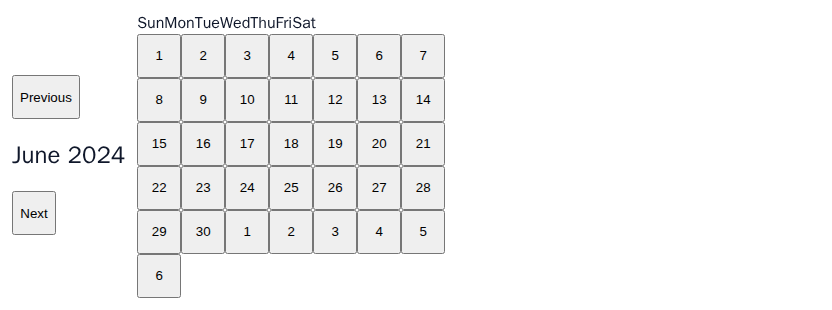 Previous
June 2024
Next
SunMonTueWedThuFriSat
1 2 3 4 5 6 7
8 9 10 11 12 13 14
15 16 17 18 19 20 21
22 23 24 25 26 27 28
29 30 1 2 3 4 5
6